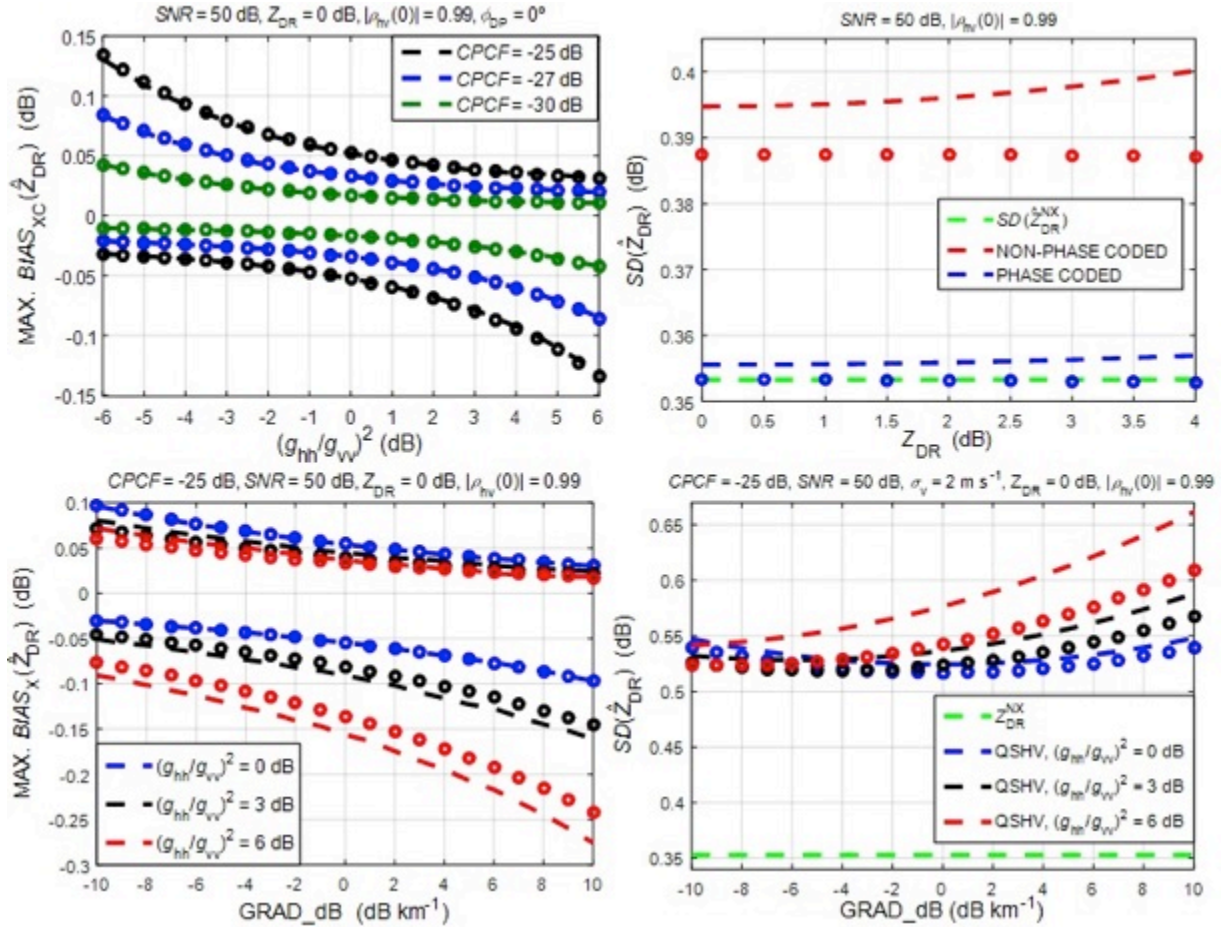 SNR = 50 dB, Z_DR = 0 dB, |ρ_hv(0)| = 0.99, ϕ_DP = 0°
MAX. BIAS_XC(Ẑ_DR) (dB)
0.15
0.1
0.05
0
-0.05
-0.1
-0.15
CPCF = -25 dB
CPCF = -27 dB
CPCF = -30 dB
-6 -5 -4 -3 -2 -1 0 1 2 3 4 5 6
(g_hh/g_vv)² (dB)
SNR = 50 dB, |ρ_hv(0)| = 0.99
SD(Ẑ_DR) (dB)
0.4
0.39
0.38
0.37
0.36
0.35
SD(Ẑ_DR^NX)
NON-PHASE CODED
PHASE CODED
0 0.5 1 1.5 2 2.5 3 3.5 4
Z_DR (dB)
CPCF = -25 dB, SNR = 50 dB, Z_DR = 0 dB, |ρ_hv(0)| = 0.99
MAX. BIAS_X(Ẑ_DR) (dB)
0.1
0.05
0
-0.05
-0.1
-0.15
-0.2
-0.25
-0.3
(g_hh/g_vv)² = 0 dB
(g_hh/g_vv)² = 3 dB
(g_hh/g_vv)² = 6 dB
-10 -8 -6 -4 -2 0 2 4 6 8 10
GRAD_dB (dB km⁻¹)
CPCF = -25 dB, SNR = 50 dB, σ_v = 2 m s⁻¹, Z_DR = 0 dB, |ρ_hv(0)| = 0.99
SD(Ẑ_DR) (dB)
0.65
0.6
0.55
0.5
0.45
0.4
0.35
Z_DR^NX
QSHV, (g_hh/g_vv)² = 0 dB
QSHV, (g_hh/g_vv)² = 3 dB
QSHV, (g_hh/g_vv)² = 6 dB
-10 -8 -6 -4 -2 0 2 4 6 8 10
GRAD_dB (dB km⁻¹)